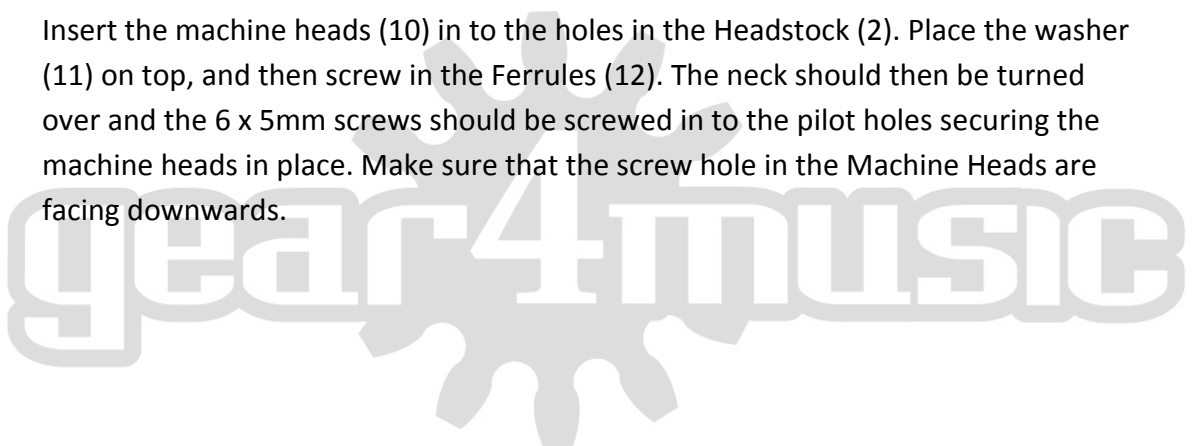 Insert the machine heads (10) in to the holes in the Headstock (2). Place the washer
(11) on top, and then screw in the Ferrules (12). The neck should then be turned
over and the 6 x 5mm screws should be screwed in to the pilot holes securing the
machine heads in place. Make sure that the screw hole in the Machine Heads are
facing downwards.
gear4music